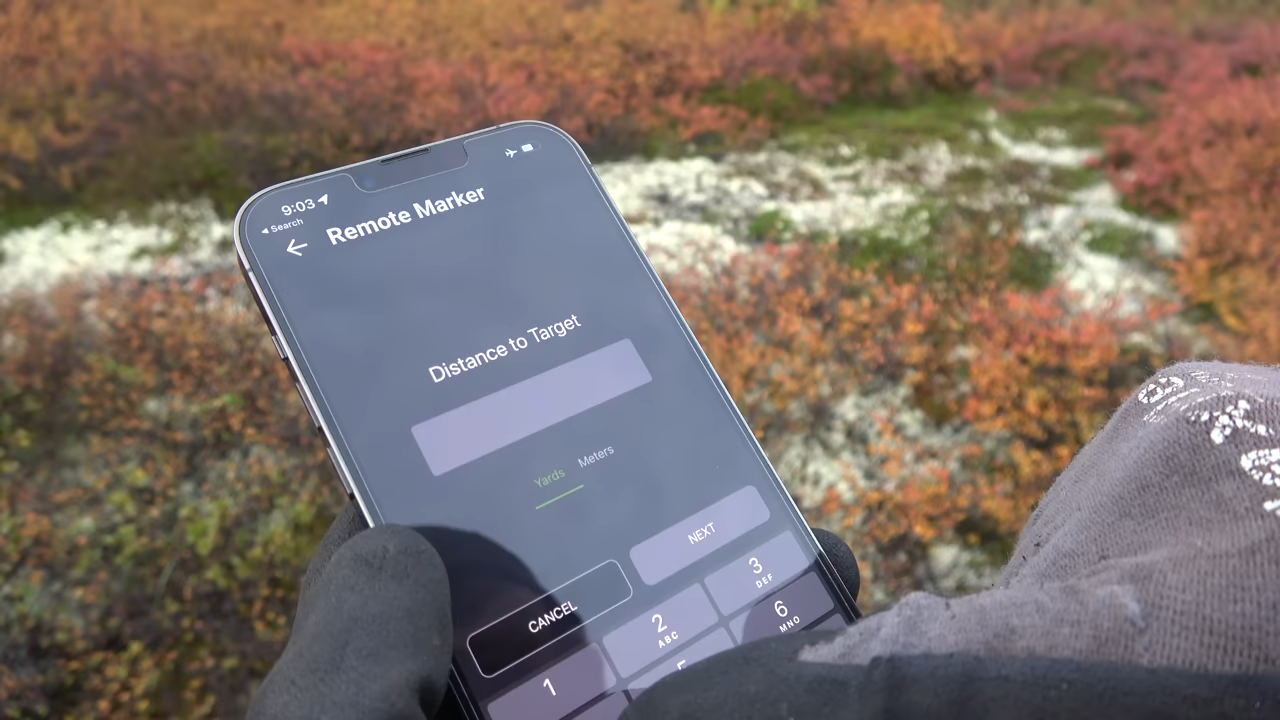 9:03
◀ Search
← Remote Marker
Distance to Target
Yards Meters
NEXT
CANCEL
1
2
ABC
3
DEF
5
6
MNO